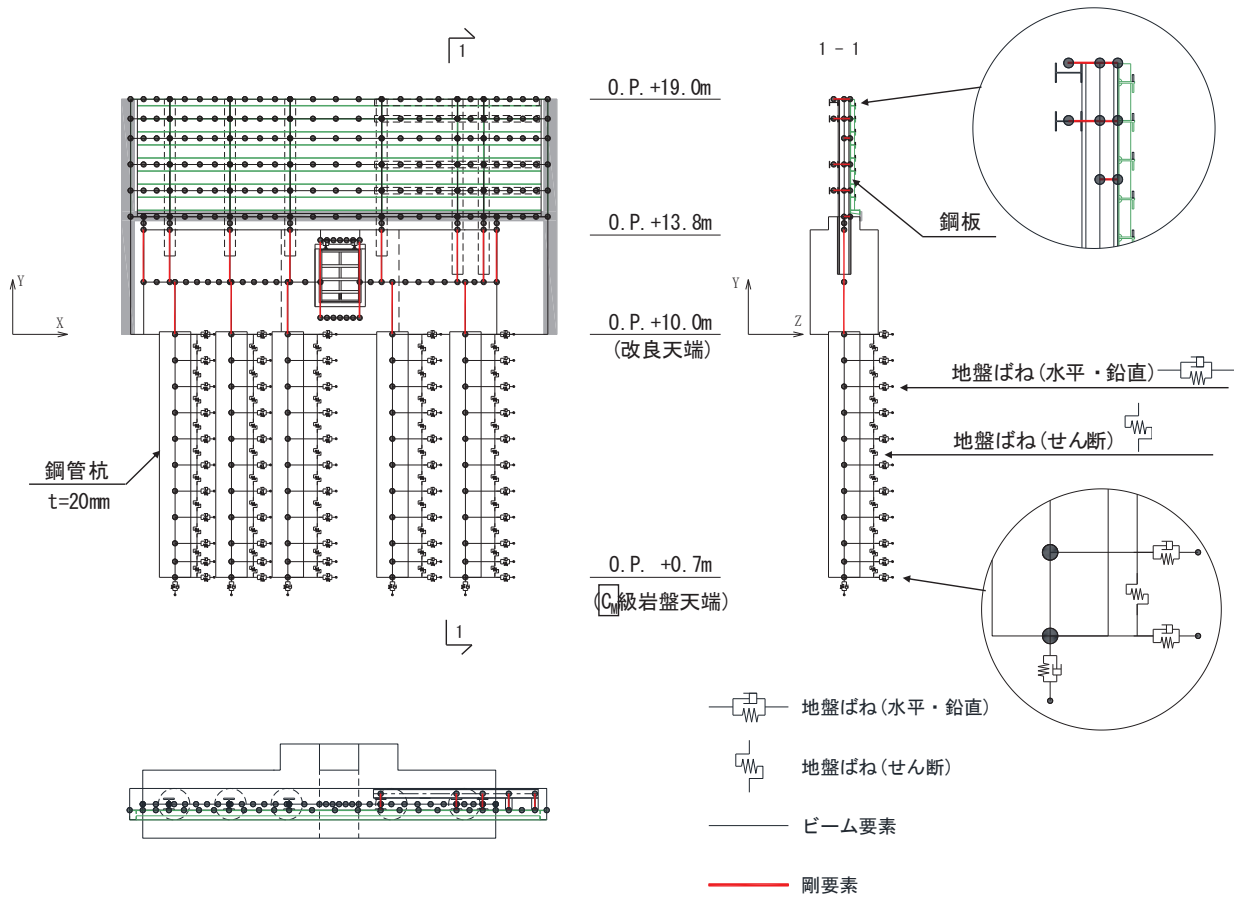 1
1 - 1
O.P.+19.0m
鋼板
O.P.+13.8m
Y
X
Y
Z
O.P.+10.0m
(改良天端)
地盤ばね(水平・鉛直)
地盤ばね(せん断)
鋼管杭
t=20mm
O.P. +0.7m
(CM級岩盤天端)
1
地盤ばね(水平・鉛直)
地盤ばね(せん断)
ビーム要素
剛要素